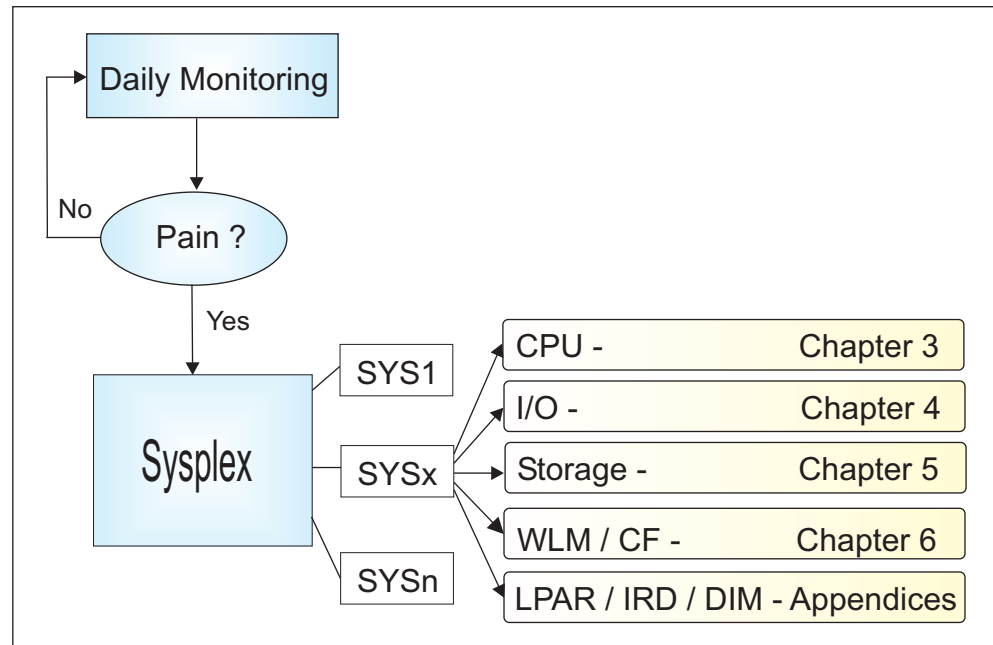 Daily Monitoring
No
Pain ?
Yes
Sysplex
SYS1
SYSx
SYSn
CPU - Chapter 3
I/O - Chapter 4
Storage - Chapter 5
WLM / CF - Chapter 6
LPAR / IRD / DIM - Appendices